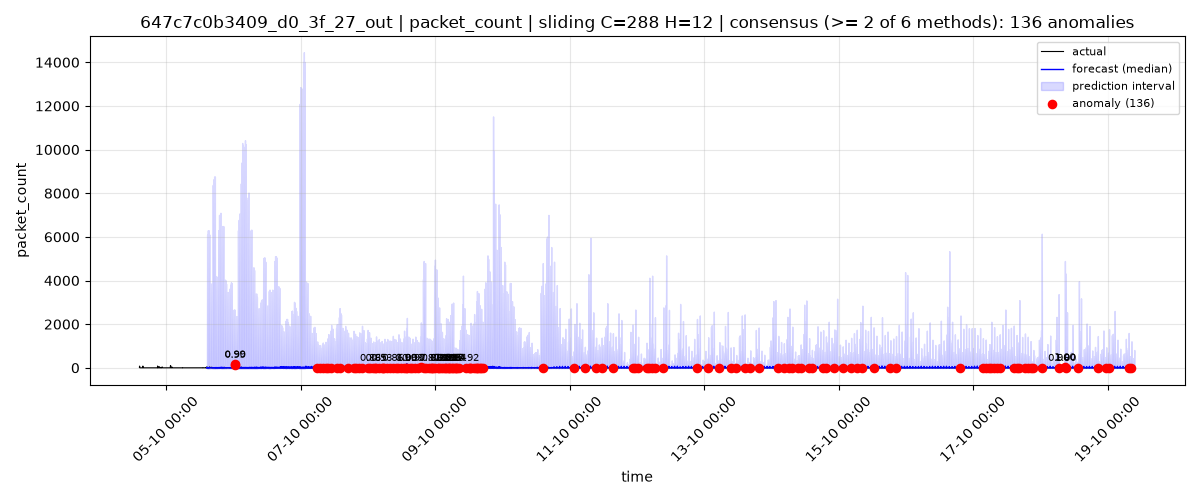 647c7c0b3409_d0_3f_27_out | packet_count | sliding C=288 H=12 | consensus (>= 2 of 6 methods): 136 anomalies
actual
forecast (median)
prediction interval
anomaly (136)
packet_count
14000
12000
10000
8000
6000
4000
2000
0
0.99
05-10 00:00
07-10 00:00
09-10 00:00
11-10 00:00
13-10 00:00
15-10 00:00
17-10 00:00
19-10 00:00
time